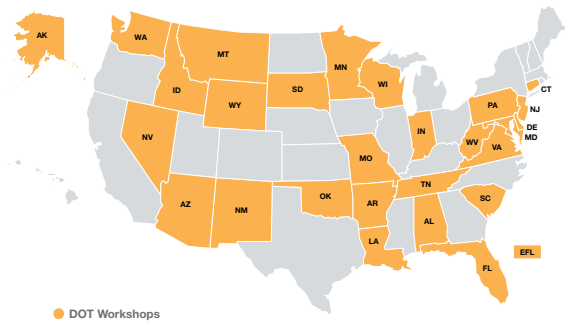 AK
WA
MT
MN
ID
SD
WI
WY
CT
PA
NJ
NV
IN
DE
MD
WV
VA
MO
TN
AZ
NM
OK
AR
SC
AL
LA
EFL
FL
DOT Workshops